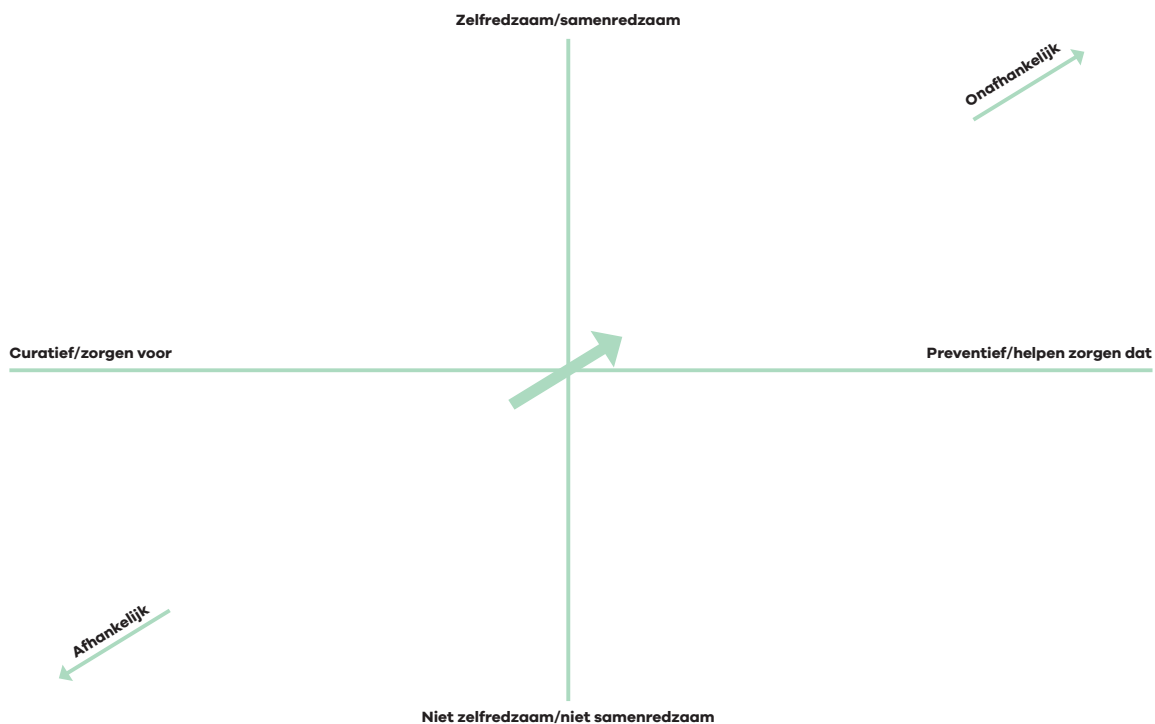 Zelfredzaam/samenredzaam
Onafhankelijk
Curatief/zorgen voor
Preventief/helpen zorgen dat
Afhankelijk
Niet zelfredzaam/niet samenredzaam